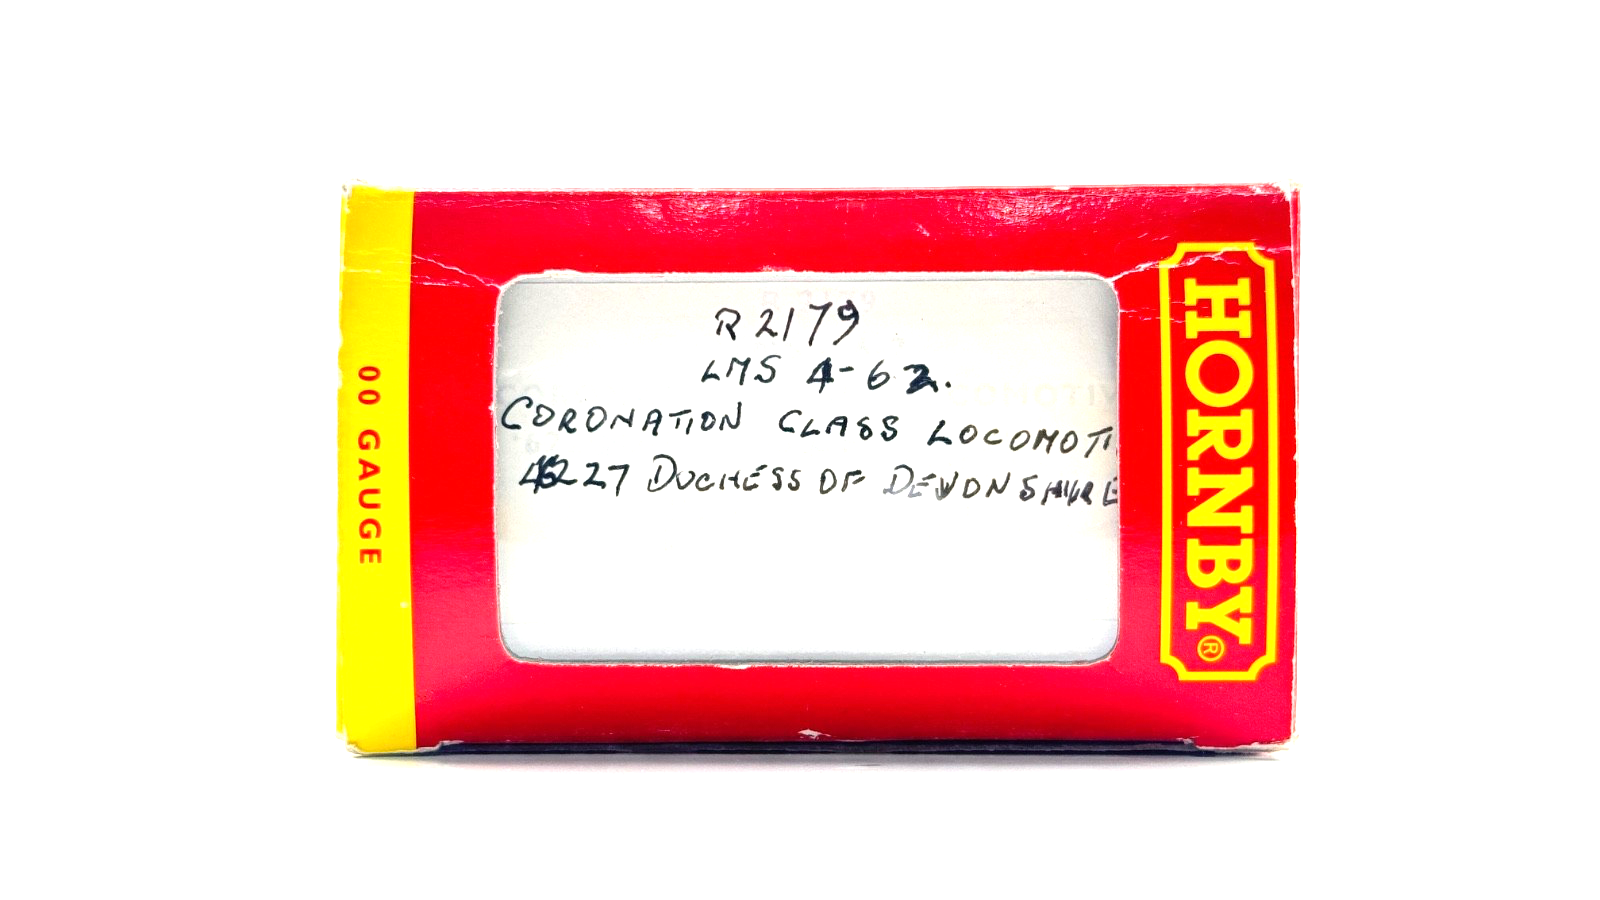 00 GAUGE
R2179
LMS 4-6 2.
CORONATION CLASS LOCOMOTI
46227 DUCHESS OF DEVONSHIRE
HORNBY®